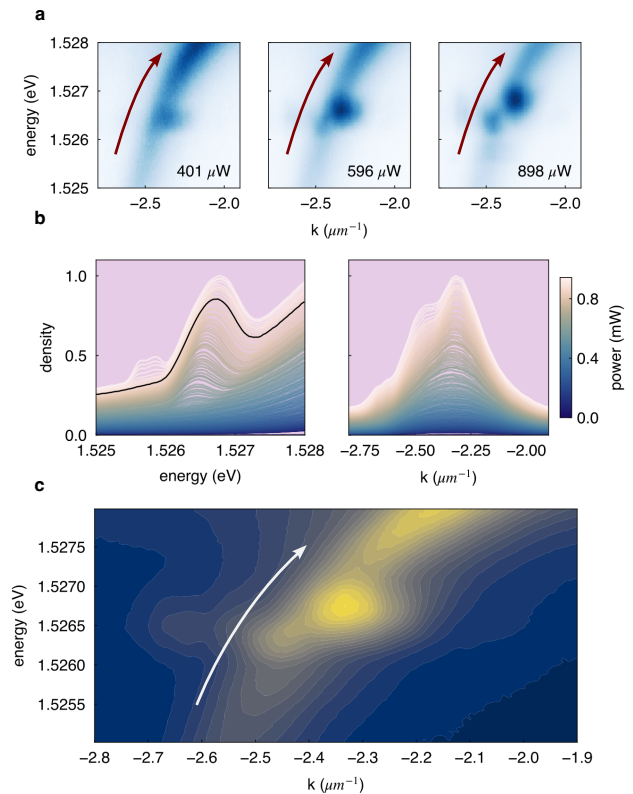 a
1.528
1.527
1.526
1.525
energy (eV)
401 μW
596 μW
898 μW
−2.5 −2.0 −2.5 −2.0 −2.5 −2.0
k (μm⁻¹)
b
1.0
0.5
0.0
density
1.525 1.526 1.527 1.528
energy (eV)
−2.75 −2.50 −2.25 −2.00
k (μm⁻¹)
0.8
0.4
0.0
power (mW)
c
1.5275
1.5270
1.5265
1.5260
1.5255
energy (eV)
−2.8 −2.7 −2.6 −2.5 −2.4 −2.3 −2.2 −2.1 −2.0 −1.9
k (μm⁻¹)